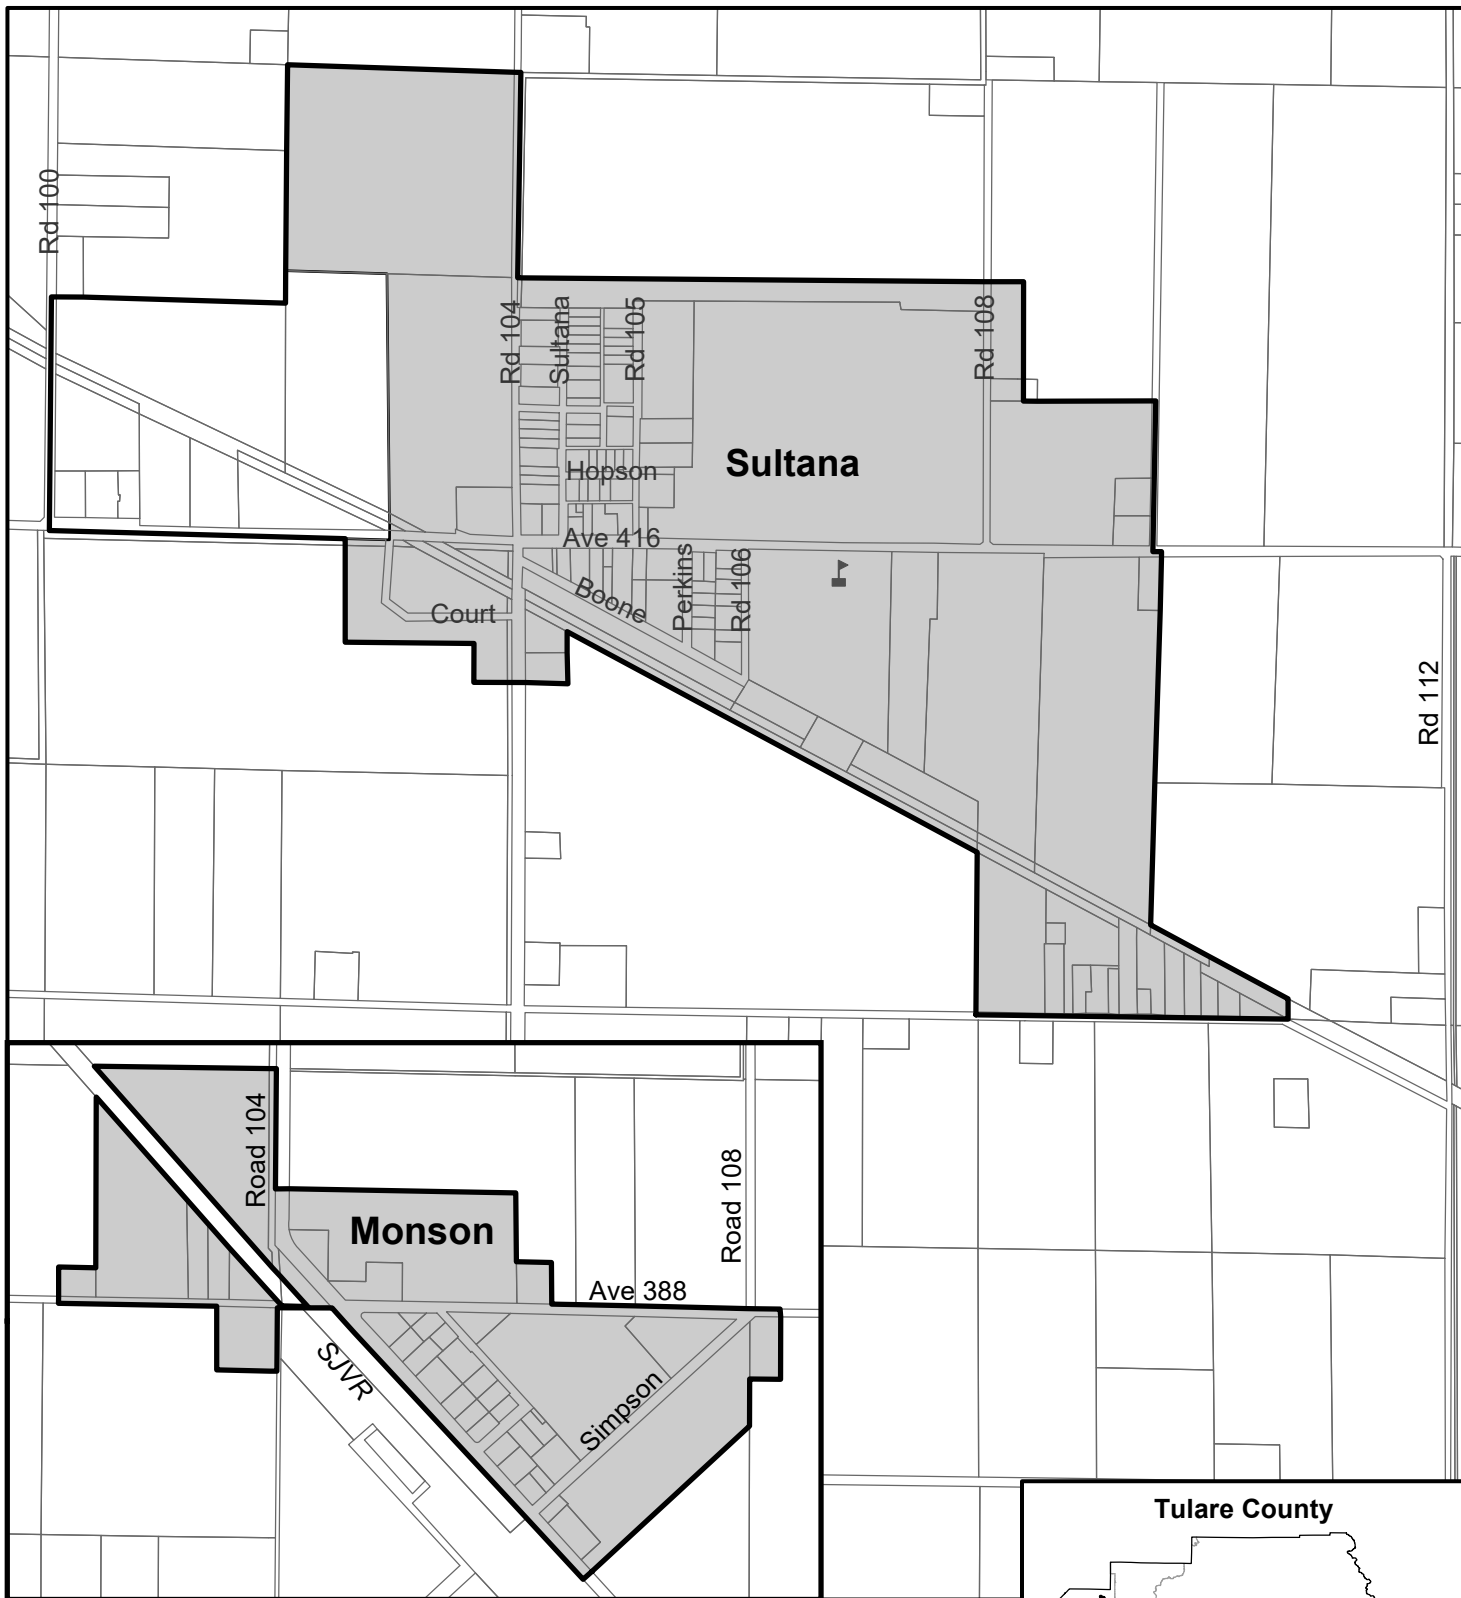 Rd 100
Rd 104
Sultana
Rd 105
Rd 108
Sultana
Hopson
Ave 416
Boone
Perkins
Rd 106
Court
Rd 112
Road 104
Monson
Road 108
Ave 388
SJVR
Simpson
Tulare County